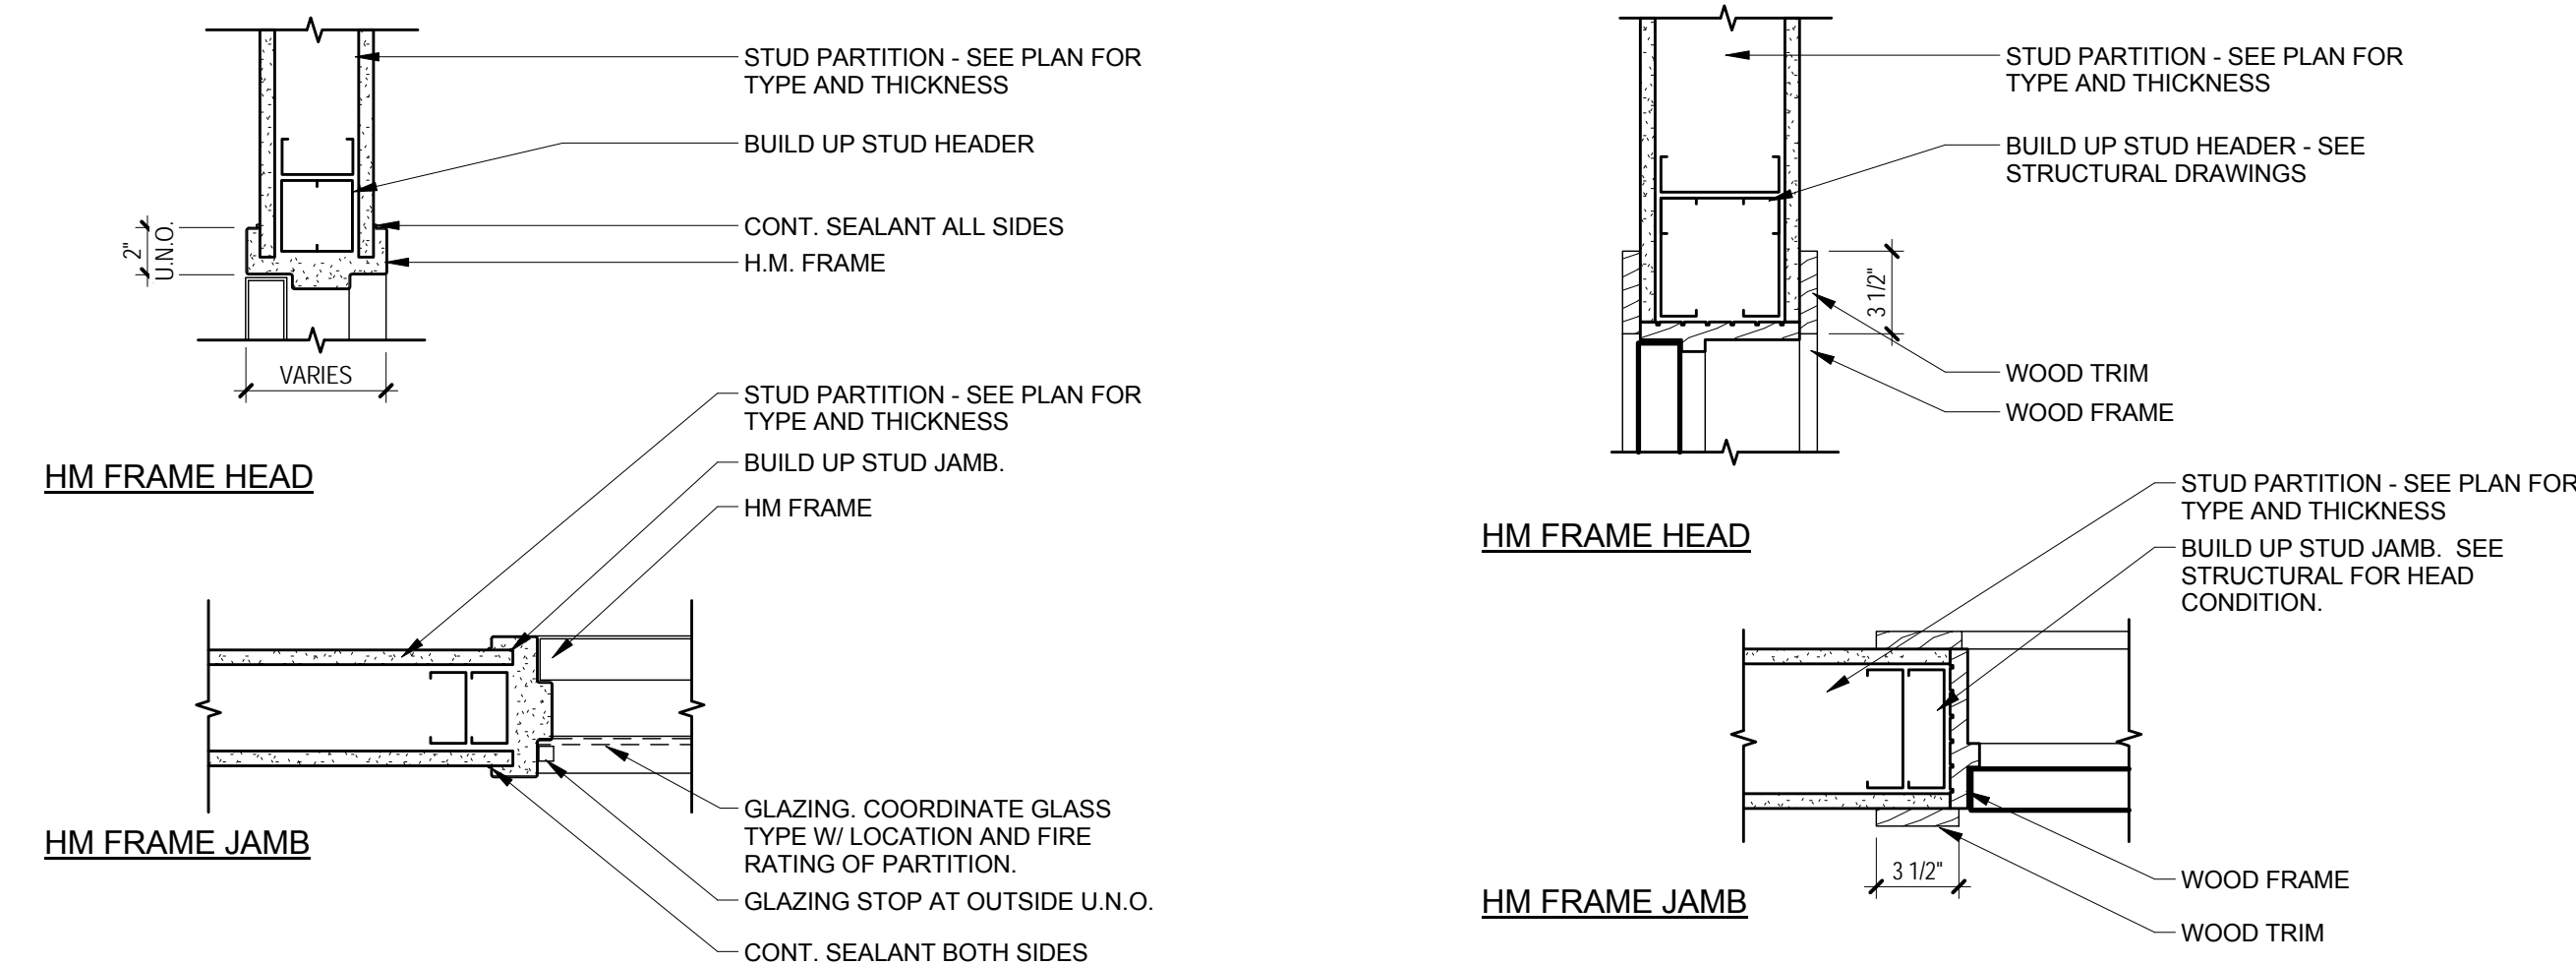 STUD PARTITION - SEE PLAN FOR
TYPE AND THICKNESS
BUILD UP STUD HEADER
CONT. SEALANT ALL SIDES
H.M. FRAME
2"
U.N.O.
VARIES
HM FRAME HEAD
STUD PARTITION - SEE PLAN FOR
TYPE AND THICKNESS
BUILD UP STUD JAMB.
HM FRAME
GLAZING. COORDINATE GLASS
TYPE W/ LOCATION AND FIRE
RATING OF PARTITION.
GLAZING STOP AT OUTSIDE U.N.O.
CONT. SEALANT BOTH SIDES
HM FRAME JAMB
STUD PARTITION - SEE PLAN FOR
TYPE AND THICKNESS
BUILD UP STUD HEADER - SEE
STRUCTURAL DRAWINGS
3 1/2"
WOOD TRIM
WOOD FRAME
HM FRAME HEAD
STUD PARTITION - SEE PLAN FOR
TYPE AND THICKNESS
BUILD UP STUD JAMB. SEE
STRUCTURAL FOR HEAD
CONDITION.
3 1/2"
WOOD FRAME
WOOD TRIM
HM FRAME JAMB